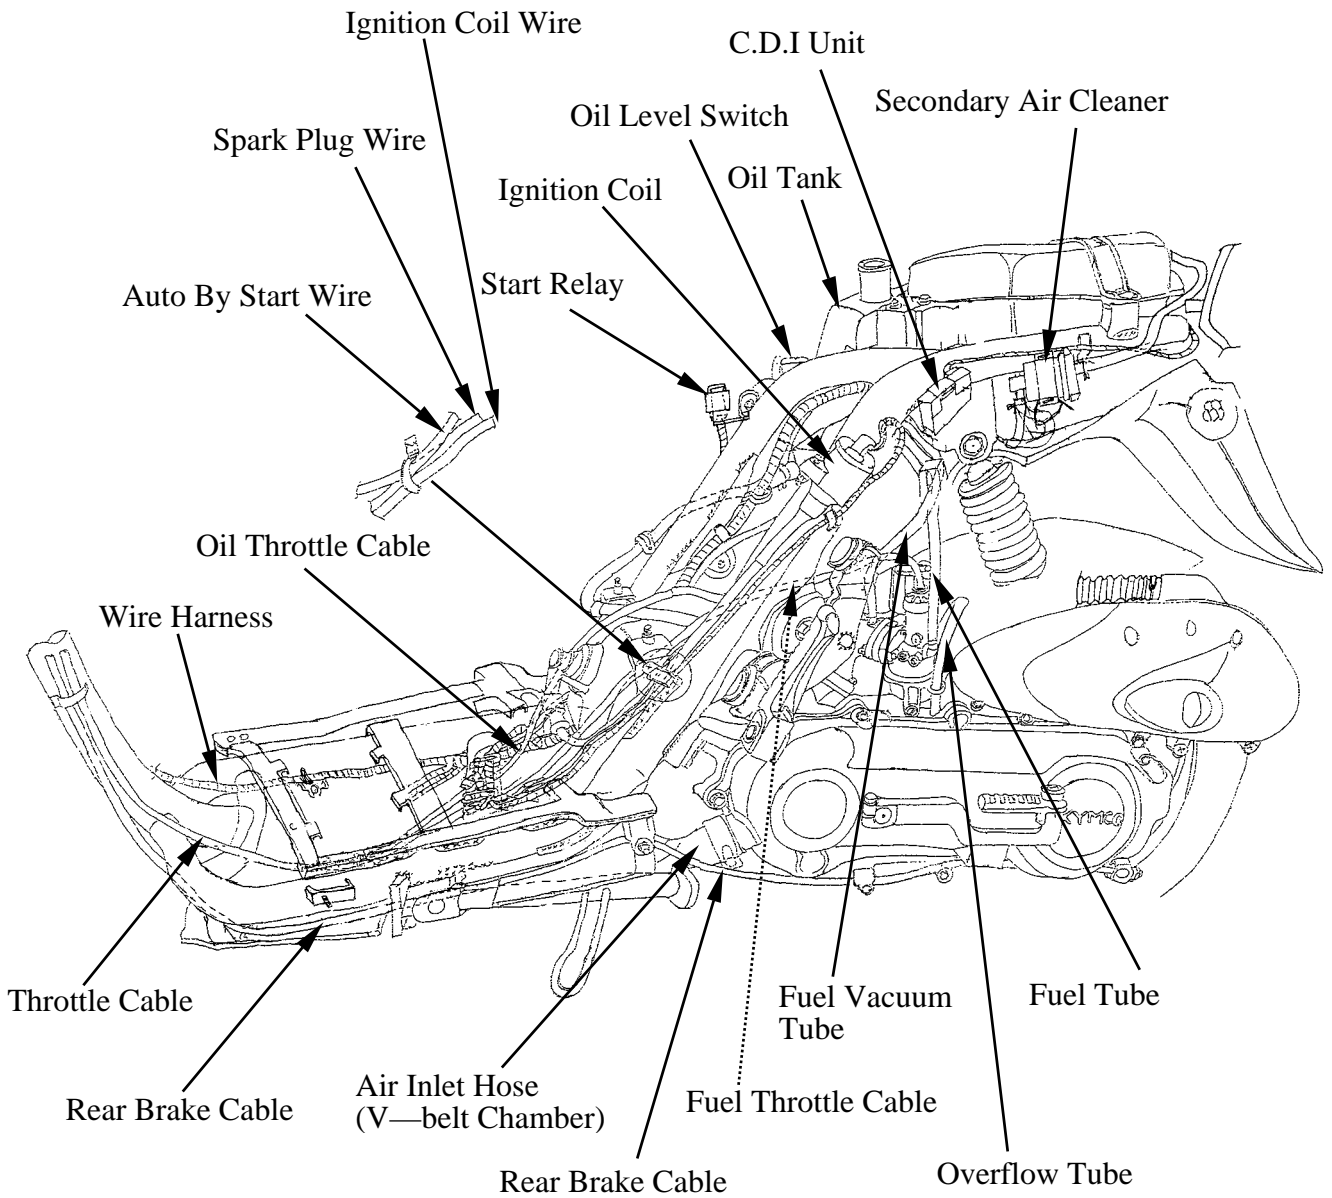 Ignition Coil Wire
C.D.I Unit
Secondary Air Cleaner
Oil Level Switch
Spark Plug Wire
Oil Tank
Ignition Coil
Start Relay
Auto By Start Wire
Oil Throttle Cable
Wire Harness
KYMCO
Throttle Cable
Fuel Vacuum
Tube
Fuel Tube
Air Inlet Hose
(V—belt Chamber)
Rear Brake Cable
Fuel Throttle Cable
Rear Brake Cable
Overflow Tube